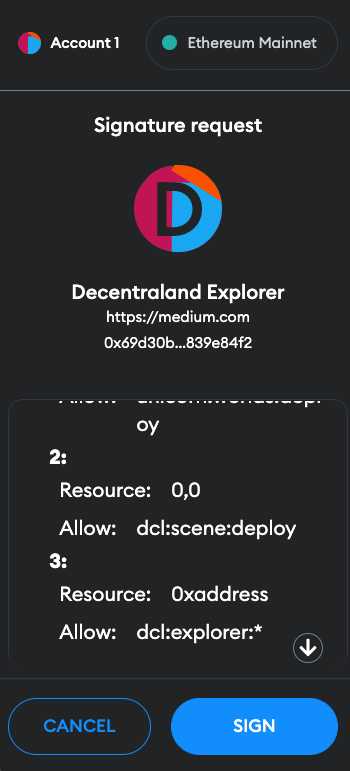 Account 1
Ethereum Mainnet
Signature request
D
Decentraland Explorer
https://medium.com
0x69d30b...839e84f2
Allow:
oy
2:
Resource: 0,0
Allow: dcl:scene:deploy
3:
Resource: 0xaddress
Allow: dcl:explorer:*
CANCEL
SIGN